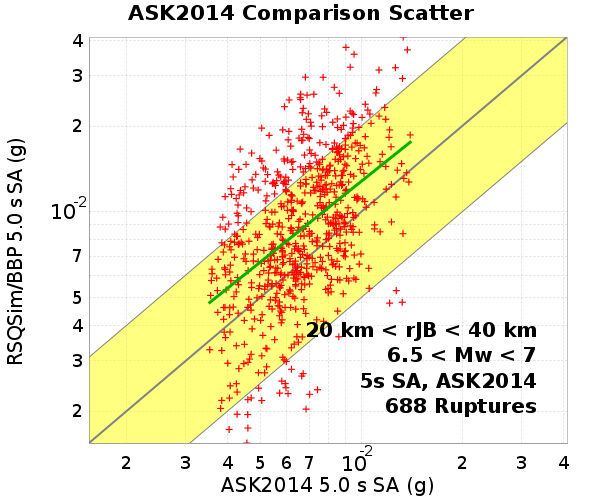 ASK2014 Comparison Scatter
RSQSim/BBP 5.0 s SA (g)
4
3
2
10-2
7
5
4
3
2
20 km < rJB < 40 km
6.5 < Mw < 7
5s SA, ASK2014
688 Ruptures
2 3 4 5 6 7 10-2 2 3 4
ASK2014 5.0 s SA (g)